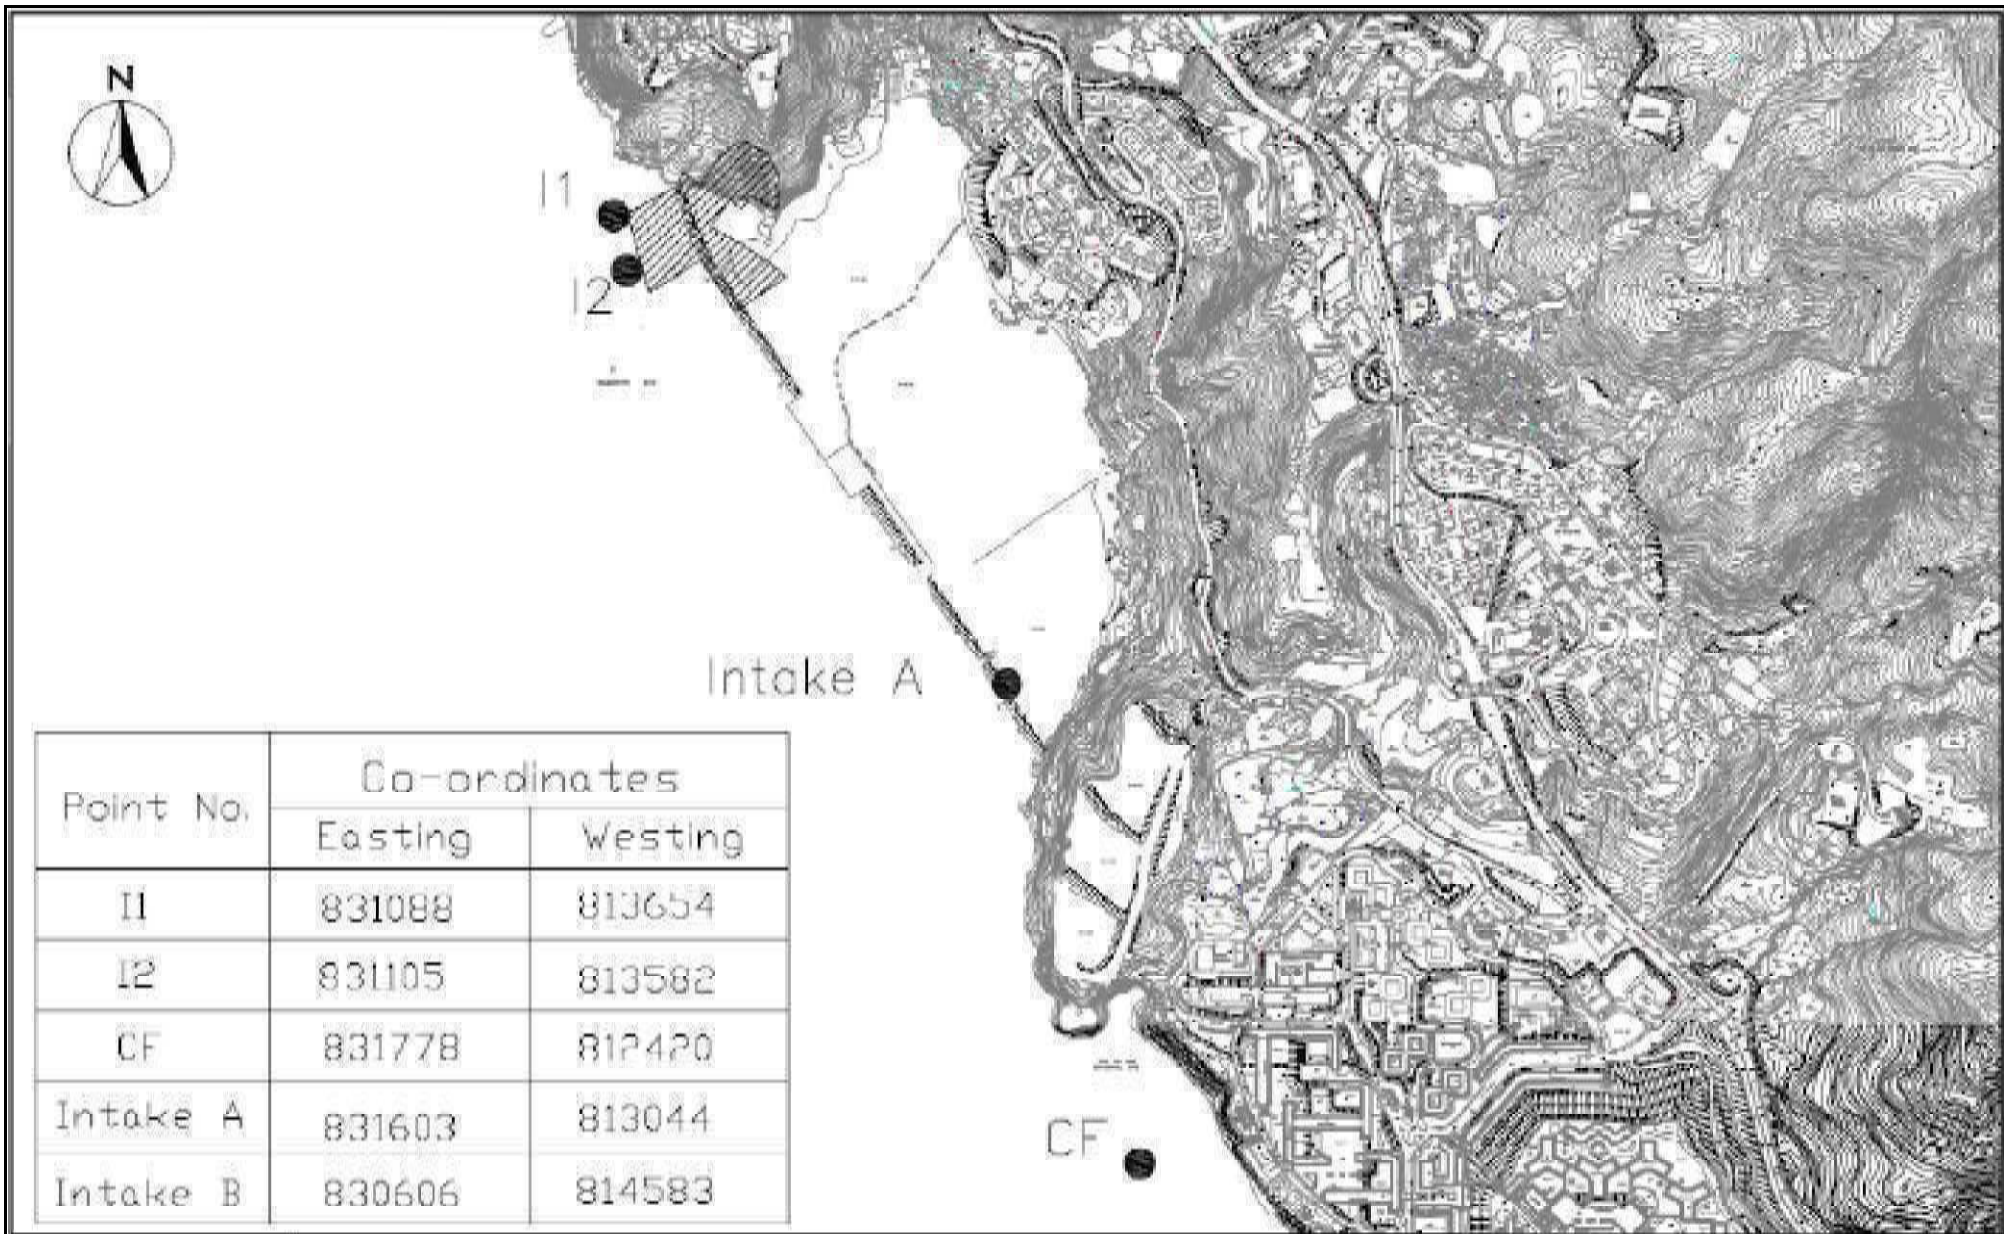 N
I1
I2
Intake A
Point No. Co-ordinates
Easting Westing
I1 831088 813654
I2 831105 813582
CF 831778 812420
Intake A 831603 813044
Intake B 830606 814583
CF